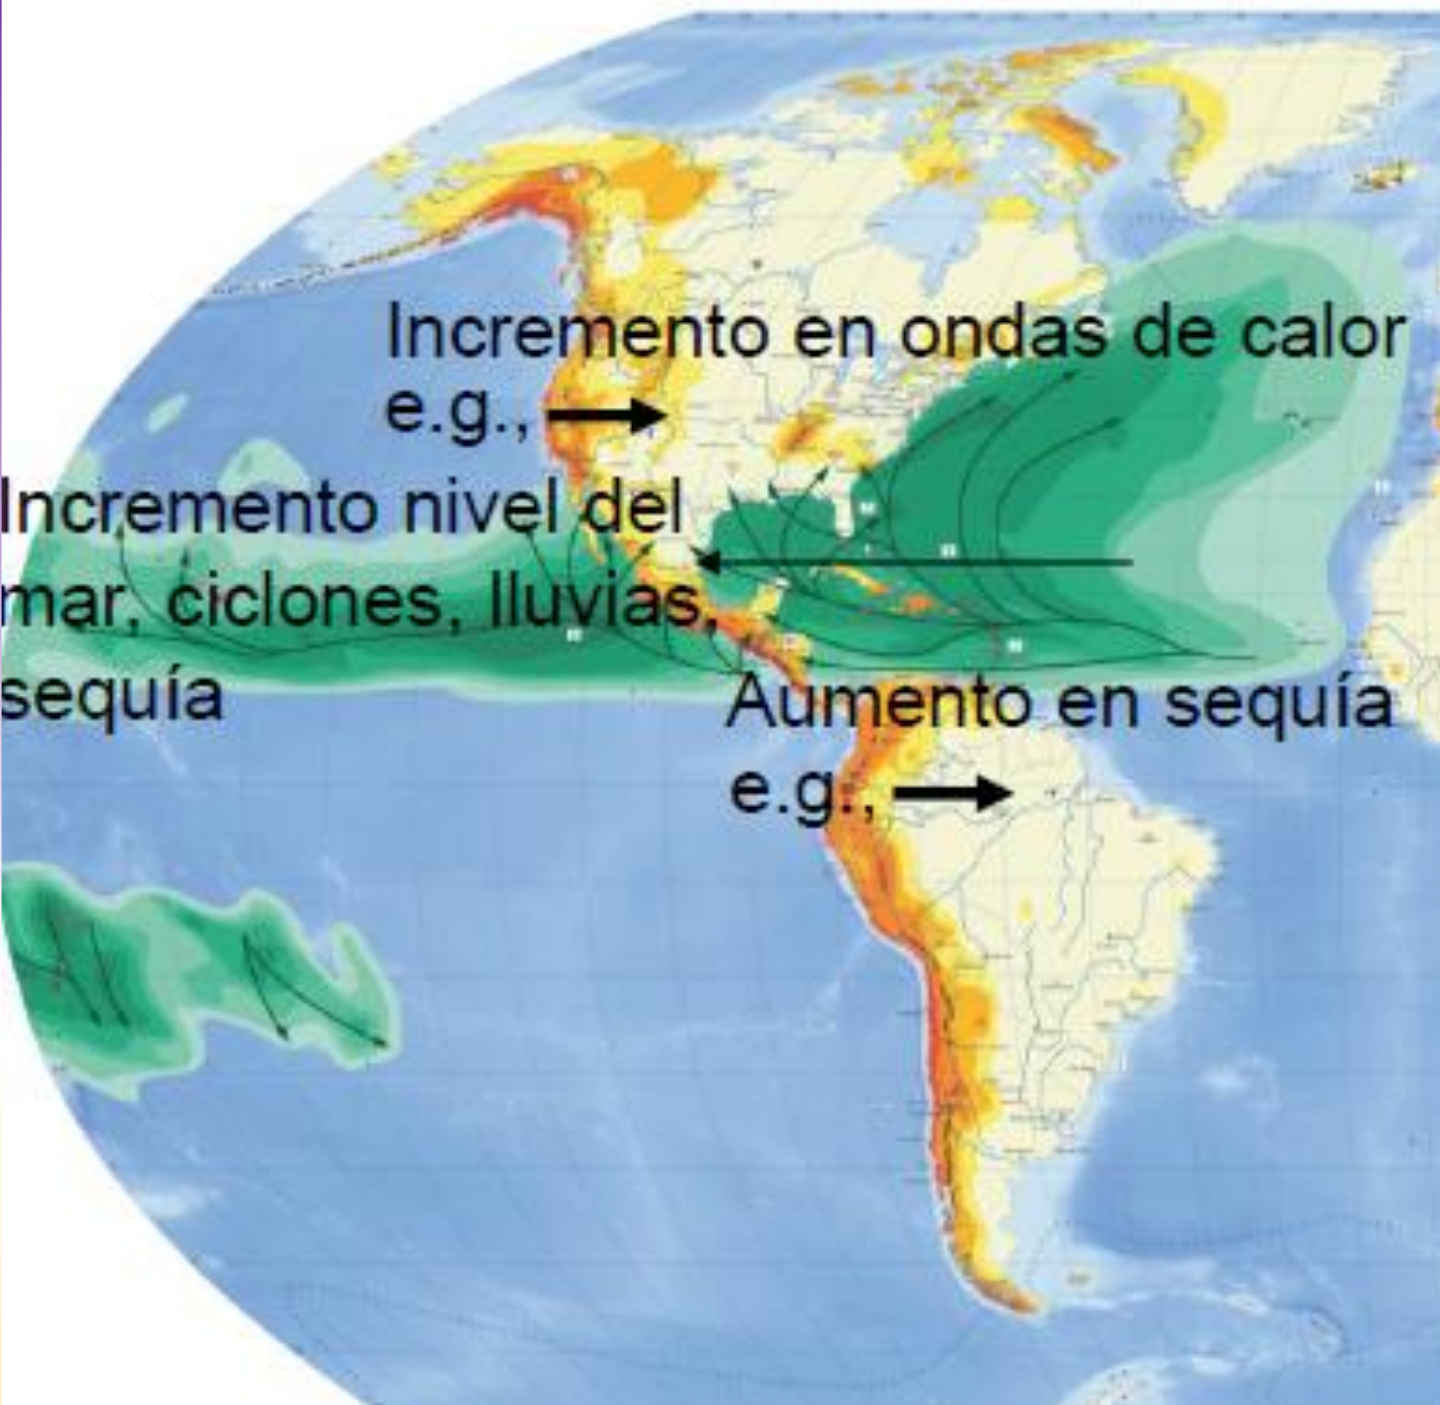 Incremento en ondas de calor
e.g.,
Incremento nivel del
mar, ciclones, lluvias,
sequía
Aumento en sequía
e.g.,